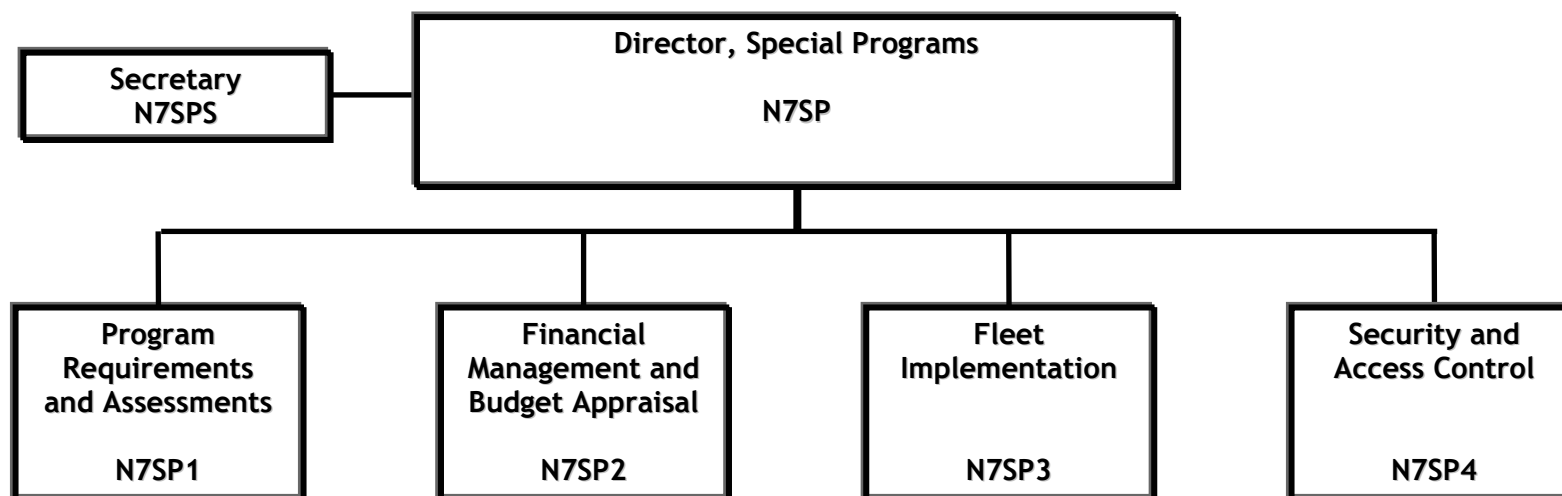 Director, Special Programs
N7SP
Secretary
N7SPS
Program
Requirements
and Assessments
N7SP1
Financial
Management and
Budget Appraisal
N7SP2
Fleet
Implementation
N7SP3
Security and
Access Control
N7SP4